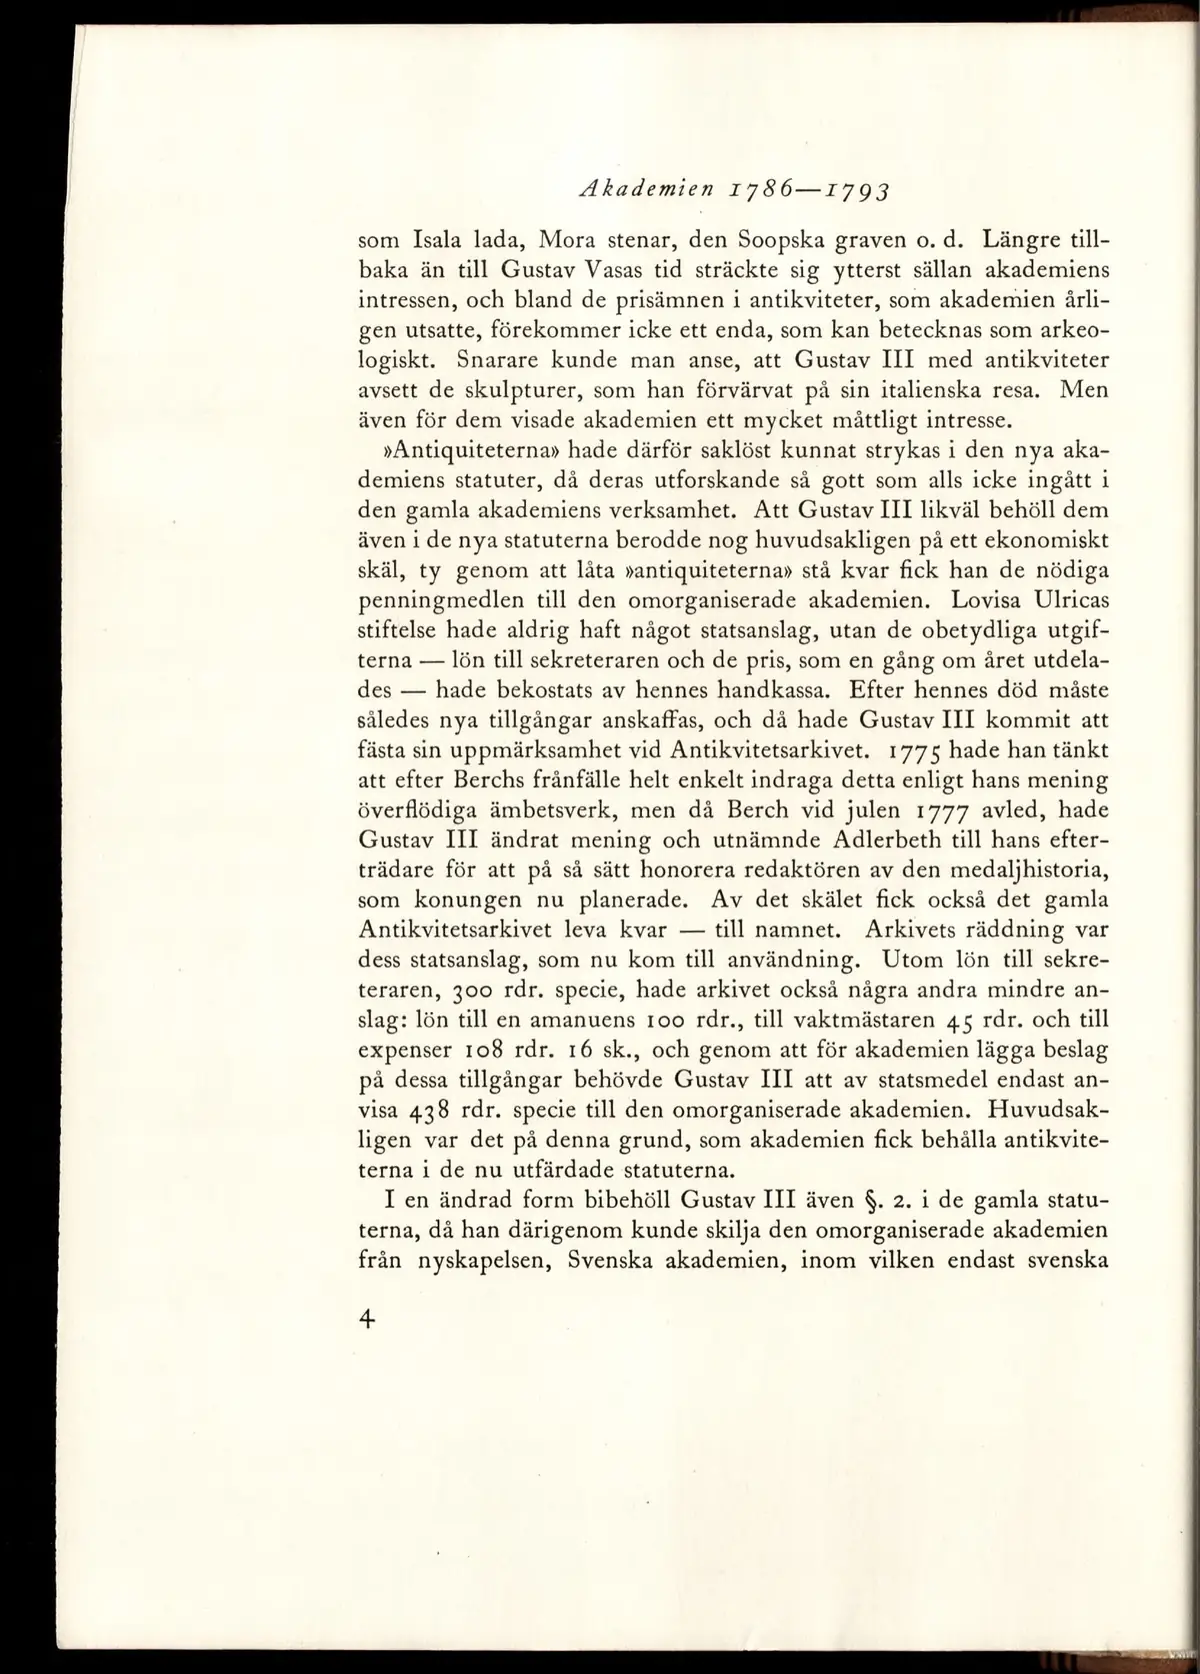 Akademien 1786—1793
som Isala lada, Mora stenar, den Soopska graven o. d. Längre till-
baka än till Gustav Vasas tid sträckte sig ytterst sällan akademiens
intressen, och bland de prisämnen i antikviteter, som akademien årli-
gen utsatte, förekommer icke ett enda, som kan betecknas som arkeo-
logiskt. Snarare kunde man anse, att Gustav III med antikviteter
avsett de skulpturer, som han förvärvat på sin italienska resa. Men
även för dem visade akademien ett mycket måttligt intresse.
»Antiquiteterna» hade därför saklöst kunnat strykas i den nya aka-
demiens statuter, då deras utforskande så gott som alls icke ingått i
den gamla akademiens verksamhet. Att Gustav III likväl behöll dem
även i de nya statuterna berodde nog huvudsakligen på ett ekonomiskt
skäl, ty genom att låta »antiquiteterna» stå kvar fick han de nödiga
penningmedlen till den omorganiserade akademien. Lovisa Ulricas
stiftelse hade aldrig haft något statsanslag, utan de obetydliga utgif-
terna — lön till sekreteraren och de pris, som en gång om året utdela-
des — hade bekostats av hennes handkassa. Efter hennes död måste
således nya tillgångar anskaffas, och då hade Gustav III kommit att
fästa sin uppmärksamhet vid Antikvitetsarkivet. 1775 hade han tänkt
att efter Berchs frånfälle helt enkelt indraga detta enligt hans mening
överflödiga ämbetsverk, men då Berch vid julen 1777 avled, hade
Gustav III ändrat mening och utnämnde Adlerbeth till hans efter-
trädare för att på så sätt honorera redaktören av den medaljhistoria,
som konungen nu planerade. Av det skälet fick också det gamla
Antikvitetsarkivet leva kvar — till namnet. Arkivets räddning var
dess statsanslag, som nu kom till användning. Utom lön till sekre-
teraren, 300 rdr. specie, hade arkivet också några andra mindre an-
slag: lön till en amanuens 100 rdr., till vaktmästaren 45 rdr. och till
expenser 108 rdr. 16 sk., och genom att för akademien lägga beslag
på dessa tillgångar behövde Gustav III att av statsmedel endast an-
visa 438 rdr. specie till den omorganiserade akademien. Huvudsak-
ligen var det på denna grund, som akademien fick behålla antikvite-
terna i de nu utfärdade statuterna.
I en ändrad form bibehöll Gustav III även §. 2. i de gamla statu-
terna, då han därigenom kunde skilja den omorganiserade akademien
från nyskapelsen, Svenska akademien, inom vilken endast svenska
4